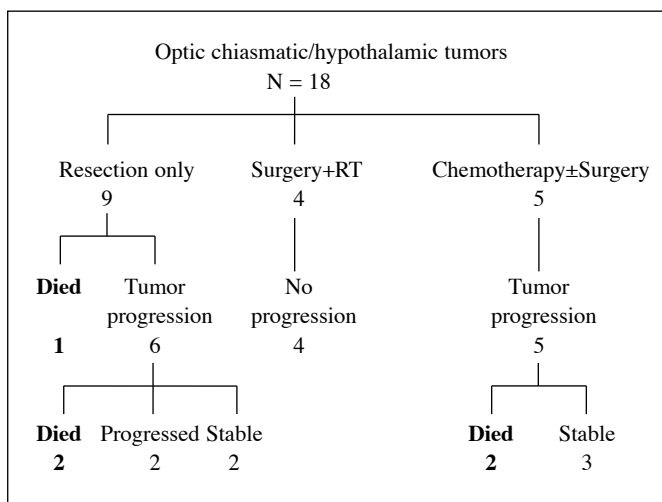 Optic chiasmatic/hypothalamic tumors
N = 18
Resection only Surgery+RT Chemotherapy±Surgery
9 4 5
Died Tumor No Tumor
progression progression progression
1 6 4 5
Died Progressed Stable Died Stable
2 2 2 2 3